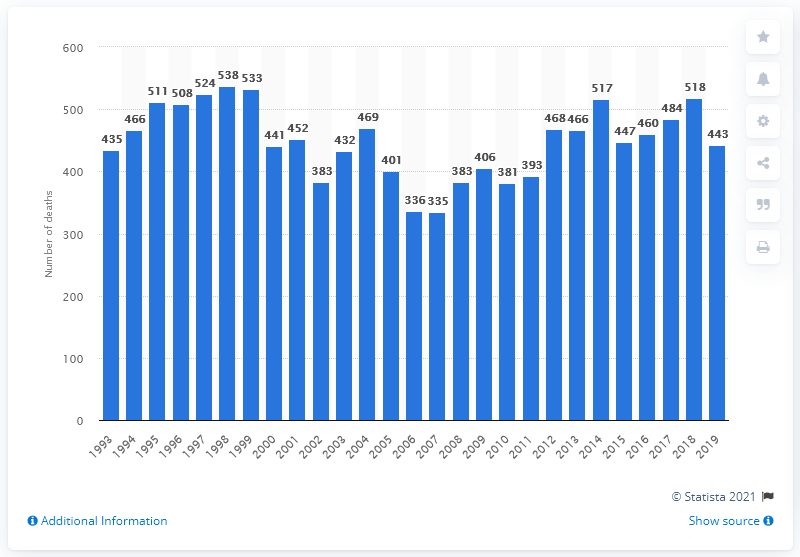 600
500
400
300
200
100
0
Number of deaths
435 466 511 508 524 538 533 441 452 383 432 469 401 336 335 383 406 381 393 468 466 517 447 460 484 518 443
1993 1994 1995 1996 1997 1998 1999 2000 2001 2002 2003 2004 2005 2006 2007 2008 2009 2010 2011 2012 2013 2014 2015 2016 2017 2018 2019
© Statista 2021
Additional Information
Show source